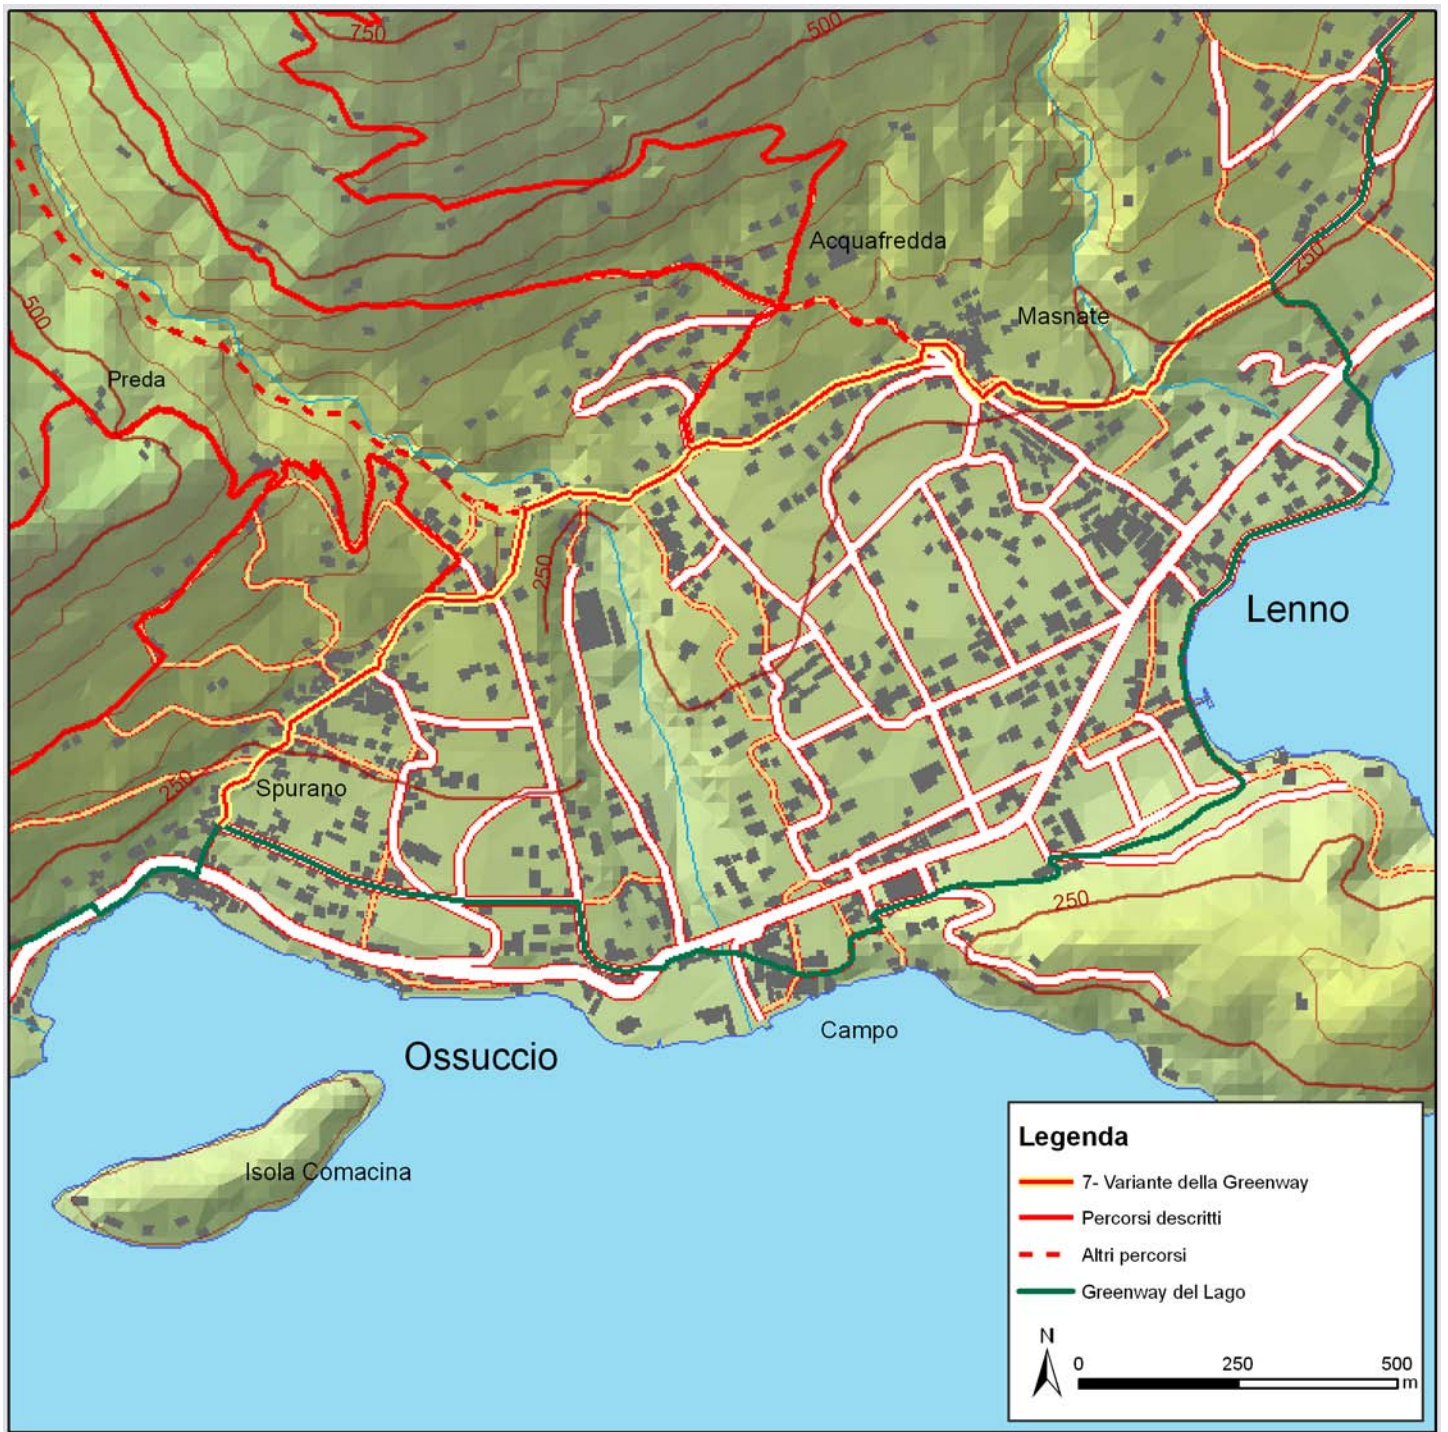 750
500
Acquafredda
250
Masnate
500
Preda
250
Lenno
250
Spurano
250
Campo
Ossuccio
Isola Comacina
Legenda
7- Variante della Greenway
Percorsi descritti
Altri percorsi
Greenway del Lago
N
0 250 500
m